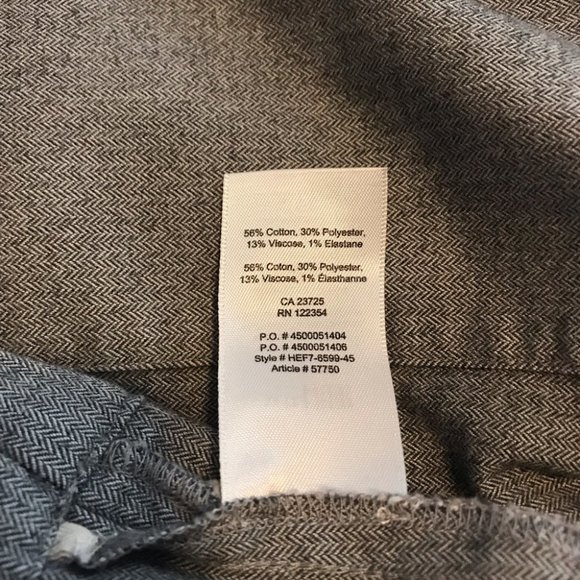 56% Cotton, 30% Polyester,
13% Viscose, 1% Elastane
56% Coton, 30% Polyester,
13% Viscose, 1% Élasthanne
CA 23725
RN 122354
P.O. # 4500051404
P.O. # 4500051406
Style # HEF7-6599-45
Article # 57750